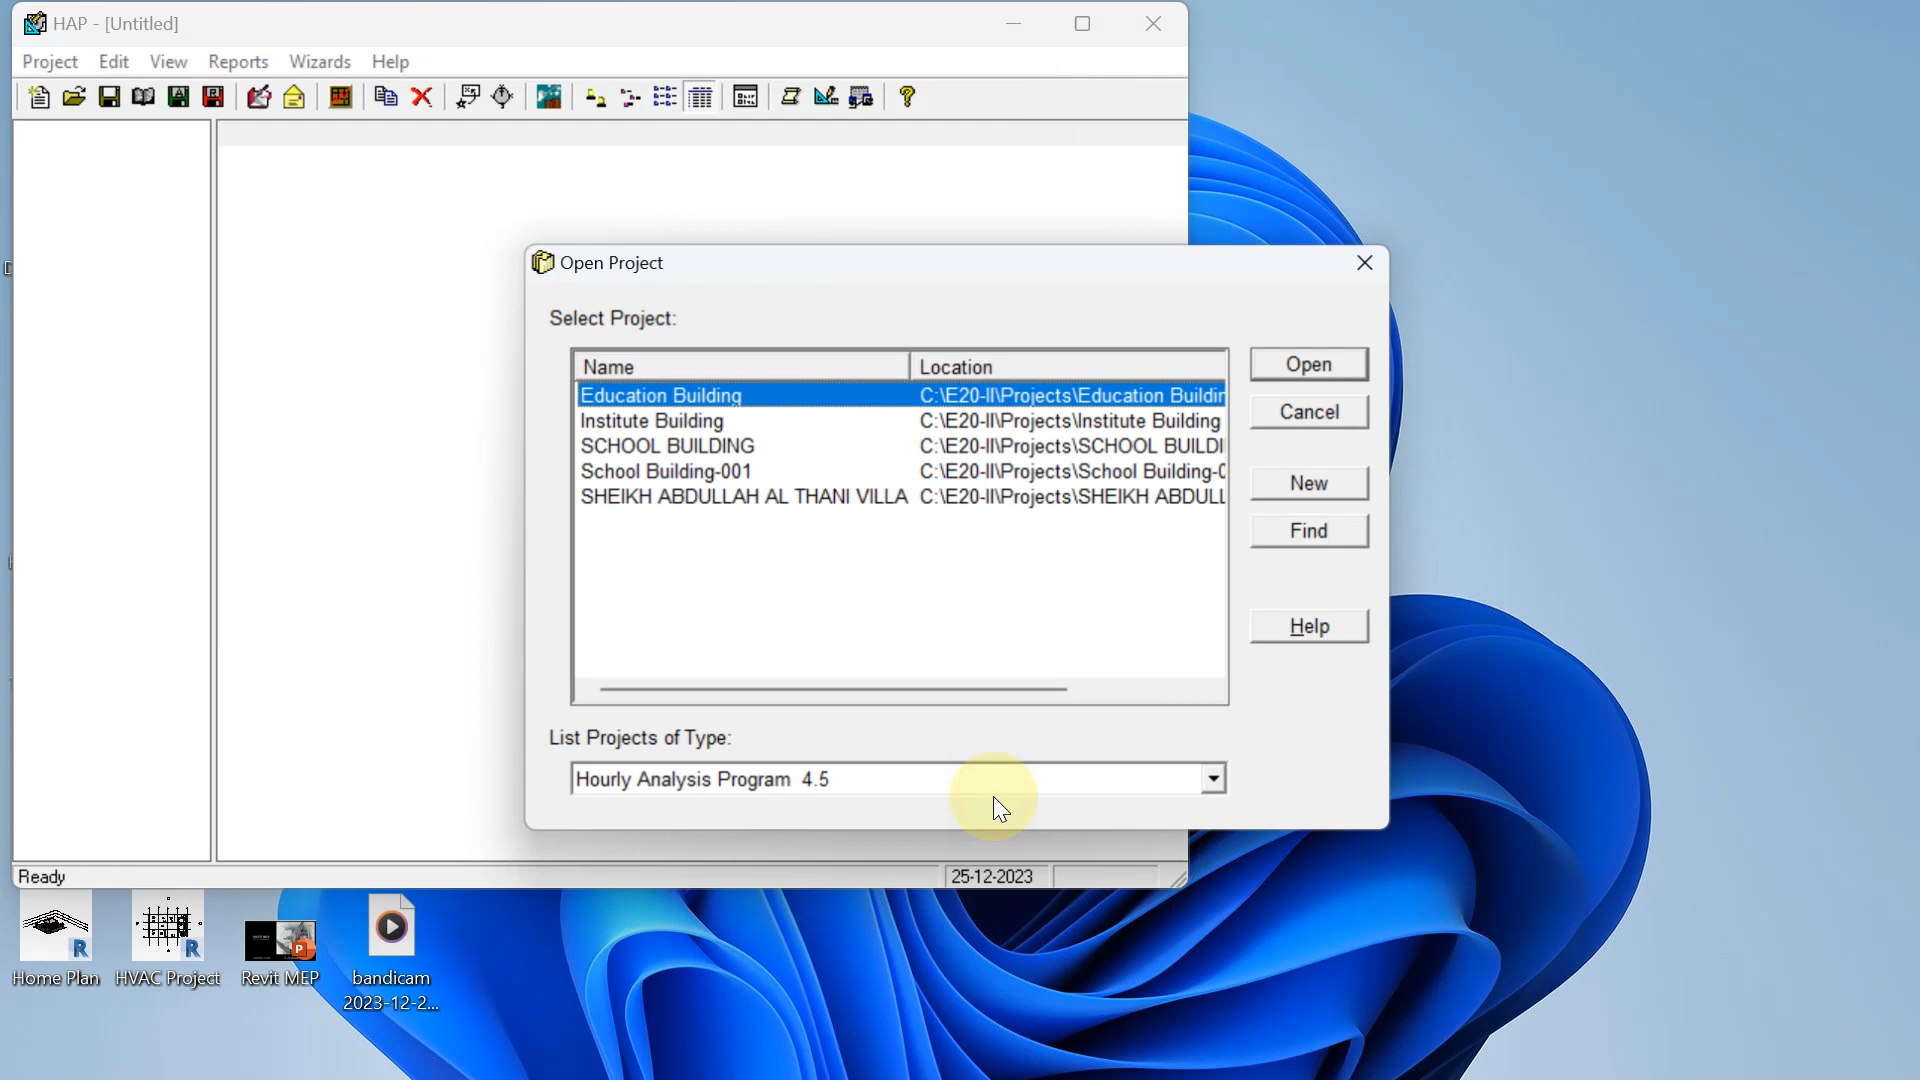 HAP - [Untitled]
Project Edit View Reports Wizards Help
Open Project
Select Project:
Name Location
Education Building C:\E20-II\Projects\Education Buildin
Institute Building C:\E20-II\Projects\Institute Building
SCHOOL BUILDING C:\E20-II\Projects\SCHOOL BUILDI
School Building-001 C:\E20-II\Projects\School Building-0
SHEIKH ABDULLAH AL THANI VILLA C:\E20-II\Projects\SHEIKH ABDULL
Open
Cancel
New
Find
Help
List Projects of Type:
Hourly Analysis Program 4.5
Ready 25-12-2023
Home Plan HVAC Project Revit MEP bandicam
2023-12-2...